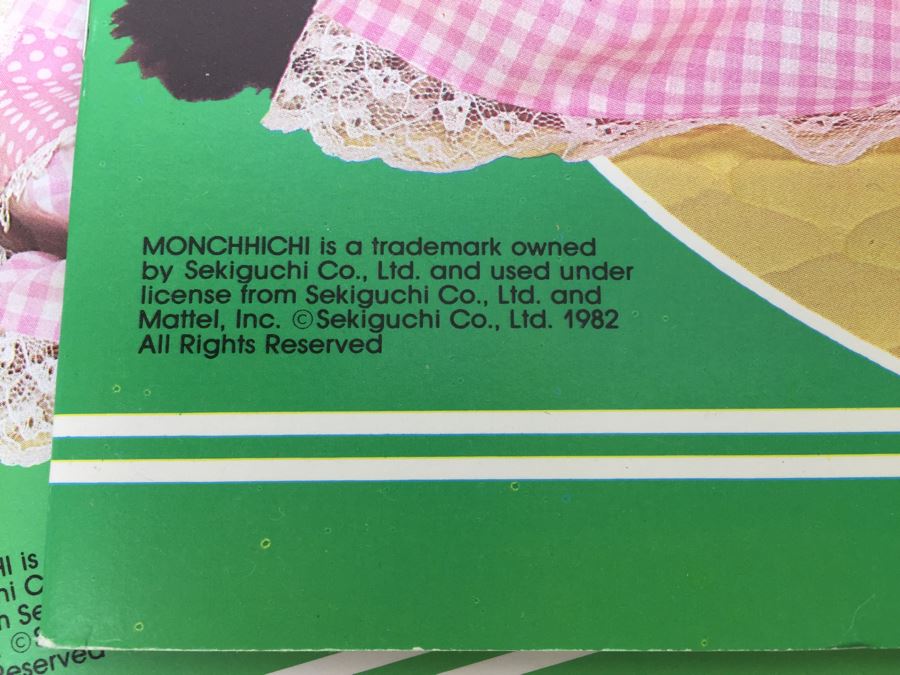 MONCHHICHI is a trademark owned
by Sekiguchi Co., Ltd. and used under
license from Sekiguchi Co., Ltd. and
Mattel, Inc. ©Sekiguchi Co., Ltd. 1982
All Rights Reserved
is
©